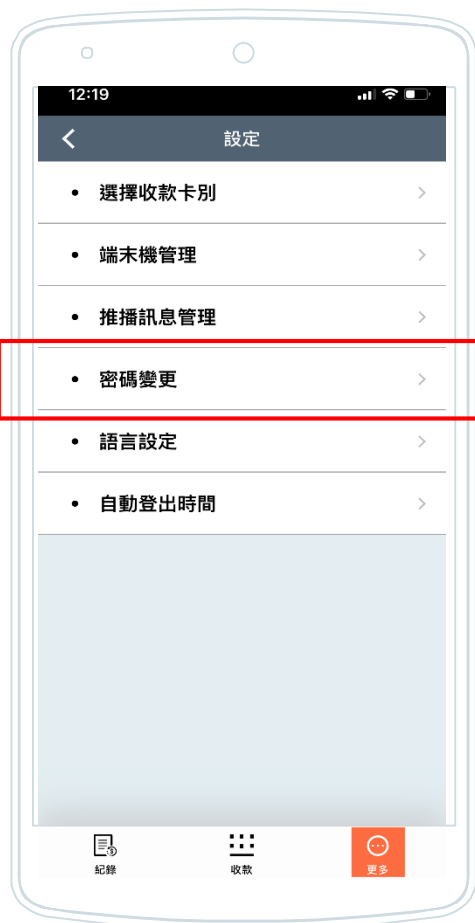 12:19
設定
• 選擇收款卡別
• 端末機管理
• 推播訊息管理
• 密碼變更
• 語言設定
• 自動登出時間
紀錄 收款 更多